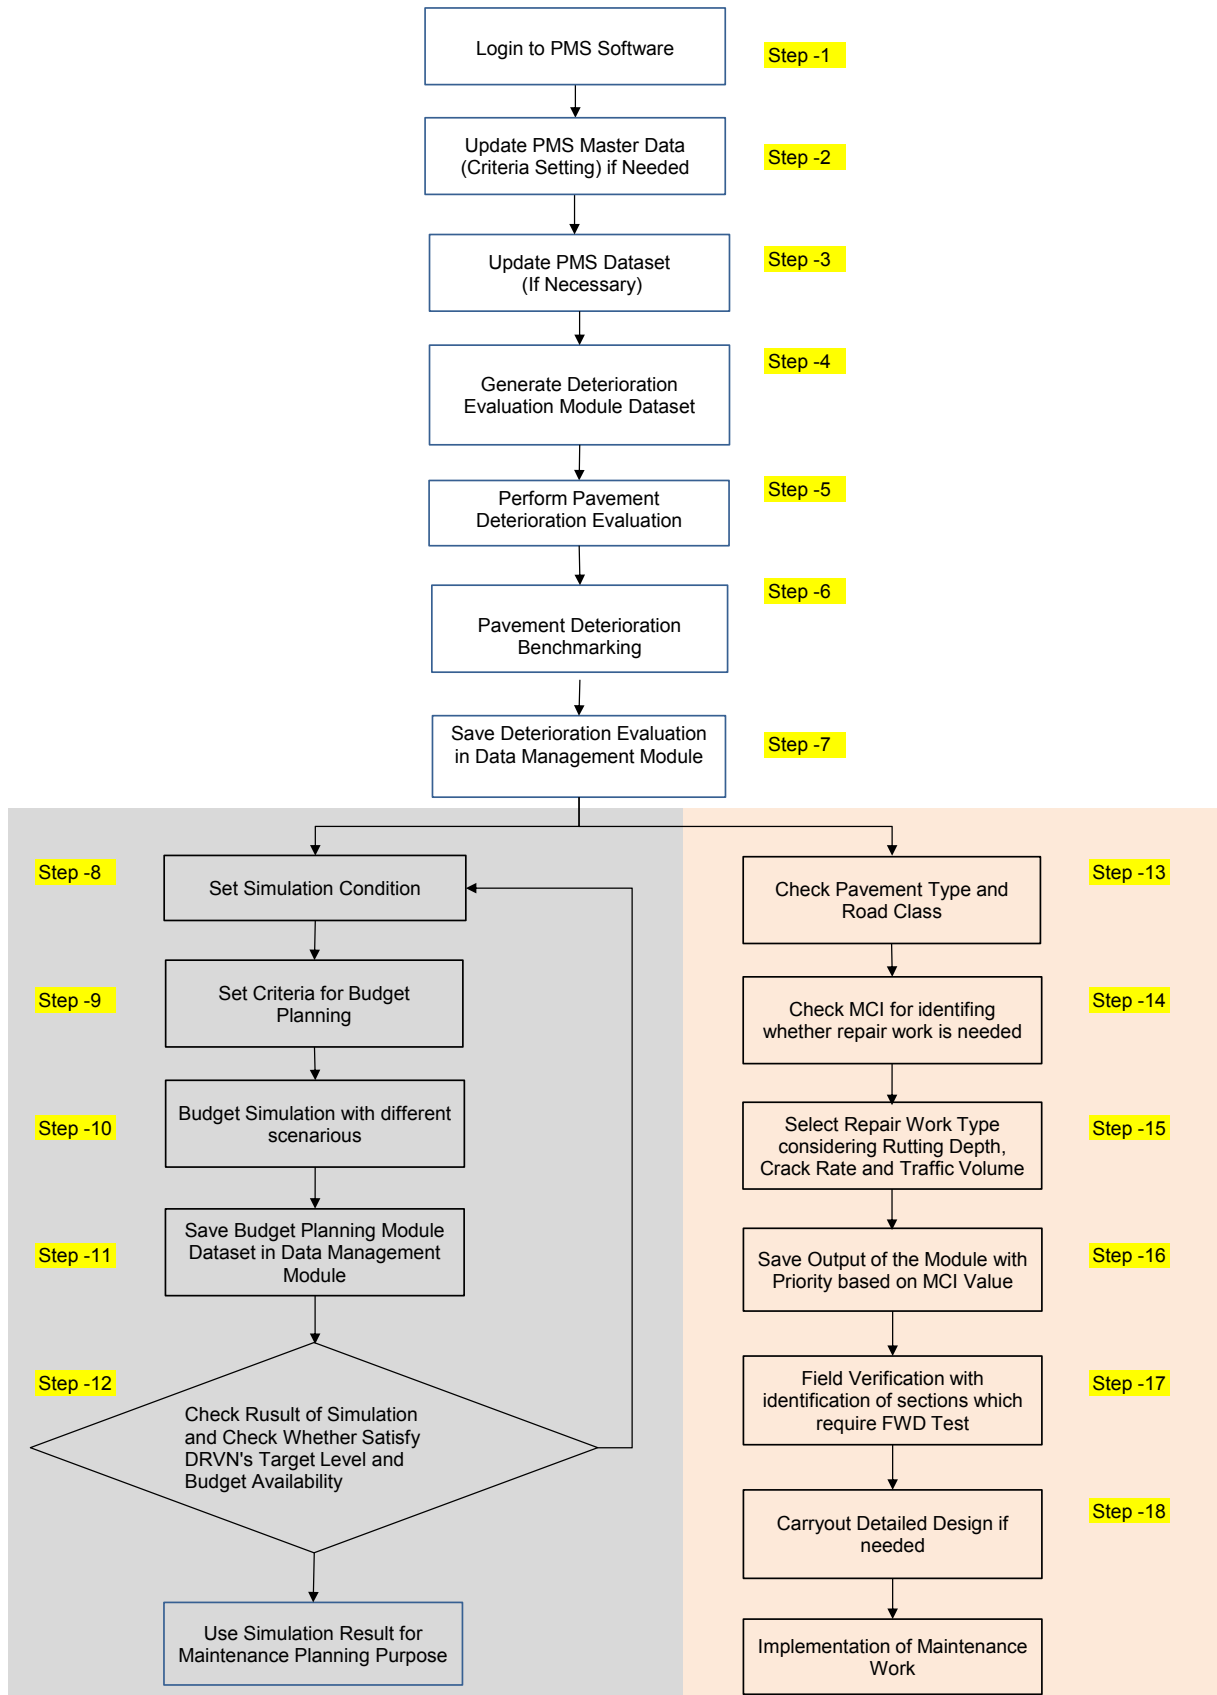 Login to PMS Software
Step -1
Update PMS Master Data
(Criteria Setting) if Needed
Step -2
Update PMS Dataset
(If Necessary)
Step -3
Generate Deterioration
Evaluation Module Dataset
Step -4
Perform Pavement
Deterioration Evaluation
Step -5
Pavement Deterioration
Benchmarking
Step -6
Save Deterioration Evaluation
in Data Management Module
Step -7
Step -8
Set Simulation Condition
Step -9
Set Criteria for Budget
Planning
Step -10
Budget Simulation with different
scenarious
Step -11
Save Budget Planning Module
Dataset in Data Management
Module
Step -12
Check Rusult of Simulation
and Check Whether Satisfy
DRVN's Target Level and
Budget Availability
Use Simulation Result for
Maintenance Planning Purpose
Check Pavement Type and
Road Class
Step -13
Check MCI for identifing
whether repair work is needed
Step -14
Select Repair Work Type
considering Rutting Depth,
Crack Rate and Traffic Volume
Step -15
Save Output of the Module with
Priority based on MCI Value
Step -16
Field Verification with
identification of sections which
require FWD Test
Step -17
Carryout Detailed Design if
needed
Step -18
Implementation of Maintenance
Work